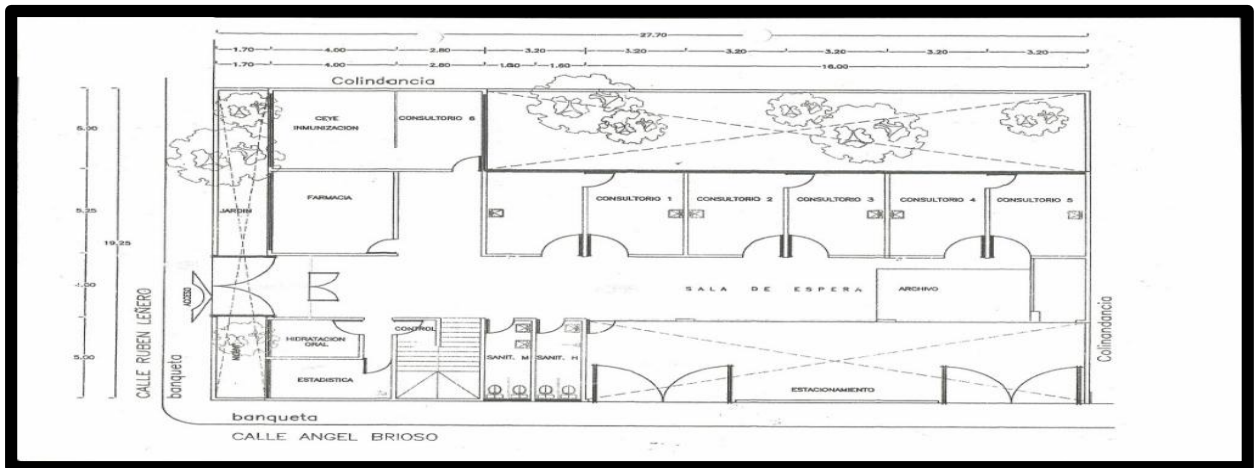 27.70
1.70 4.00 2.80 3.20 3.20 3.20 3.20 3.20 3.20
1.70 4.00 2.80 1.60 16.00
Colindancia
5.00
5.25
19.25
5.00
CEYE
INMUNIZACION
CONSULTORIO 6
FARMACIA
JARDIN
CONSULTORIO 1
CONSULTORIO 2
CONSULTORIO 3
CONSULTORIO 4
CONSULTORIO 5
ACCESO
SALA DE ESPERA
ARCHIVO
CONTROL
HIDRATACION
ORAL
ESTADISTICA
SANIT. M
SANIT. H
ESTACIONAMIENTO
Colindancia
CALLE RUBEN LEÑERO
banqueta
banqueta
CALLE ANGEL BRIOSO